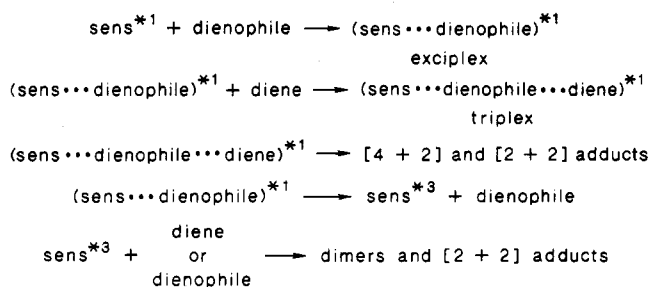 sens*1 + dienophile → (sens•••dienophile)*1
exciplex
(sens•••dienophile)*1 + diene → (sens•••dienophile•••diene)*1
triplex
(sens•••dienophile•••diene)*1 → [4 + 2] and [2 + 2] adducts
(sens•••dienophile)*1 → sens*3 + dienophile
diene
sens*3 + or → dimers and [2 + 2] adducts
dienophile